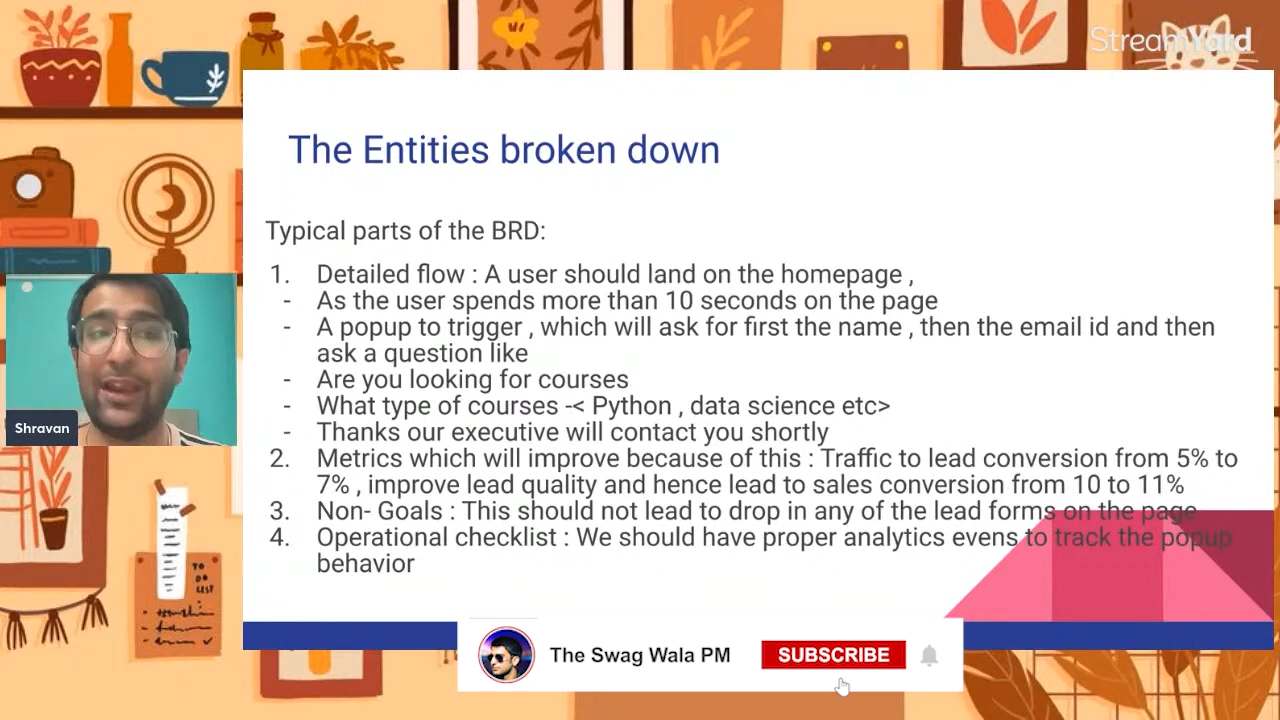 StreamYard
The Entities broken down
Typical parts of the BRD:
1. Detailed flow : A user should land on the homepage ,
- As the user spends more than 10 seconds on the page
- A popup to trigger , which will ask for first the name , then the email id and then
ask a question like
- Are you looking for courses
- What type of courses -< Python , data science etc>
- Thanks our executive will contact you shortly
2. Metrics which will improve because of this : Traffic to lead conversion from 5% to
7% , improve lead quality and hence lead to sales conversion from 10 to 11%
3. Non- Goals : This should not lead to drop in any of the lead forms on the page
4. Operational checklist : We should have proper analytics evens to track the popup
behavior
Shravan
TO
DO
LIST
The Swag Wala PM
SUBSCRIBE